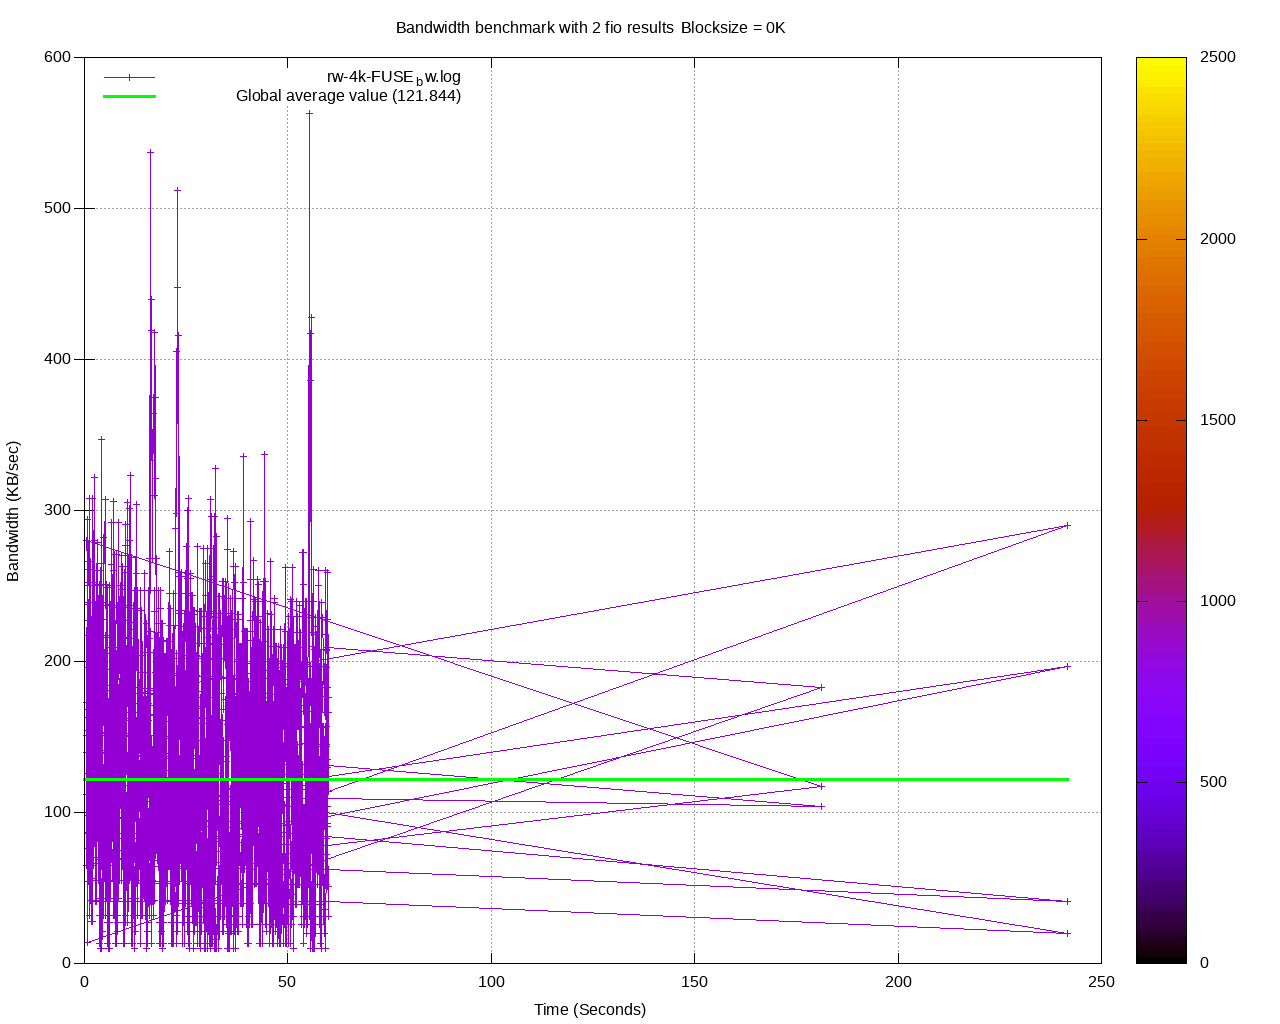 Bandwidth benchmark with 2 fio results Blocksize = 0K
rw-4k-FUSEbw.log
Global average value (121.844)
600
500
400
300
200
100
0
Bandwidth (KB/sec)
0 50 100 150 200 250
Time (Seconds)
2500
2000
1500
1000
500
0